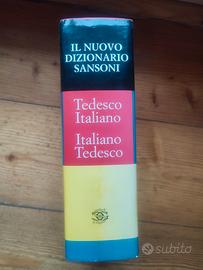 IL NUOVO
DIZIONARIO
SANSONI
Tedesco
Italiano
Italiano
Tedesco
subito